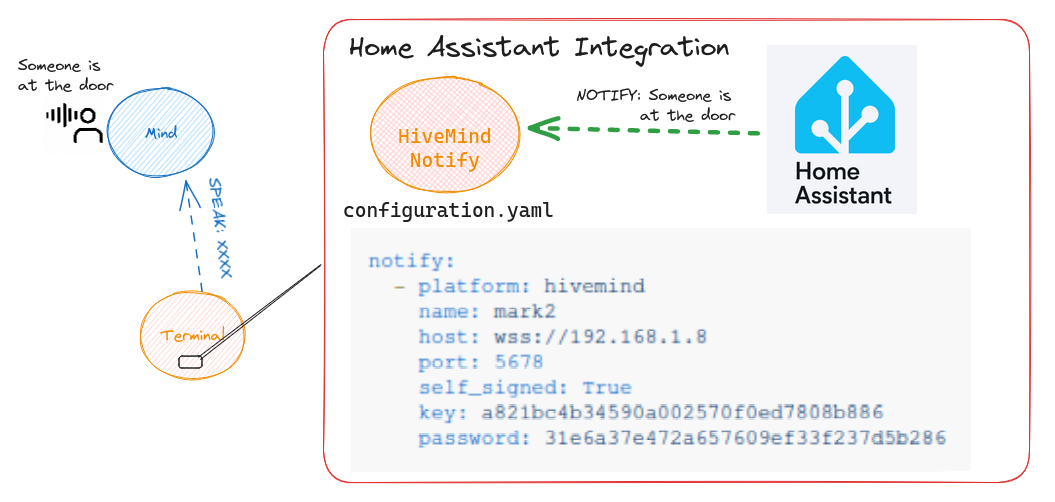 Someone is
at the door
Mind
SPEAK: XXXX
Terminal
Home Assistant Integration
HiveMind
Notify
NOTIFY: Someone is
at the door
Home
Assistant
configuration.yaml
notify:
- platform: hivemind
name: mark2
host: wss://192.168.1.8
port: 5678
self_signed: True
key: a821bc4b34590a002570f0ed7808b886
password: 31e6a37e472a657609ef33f237d5b286